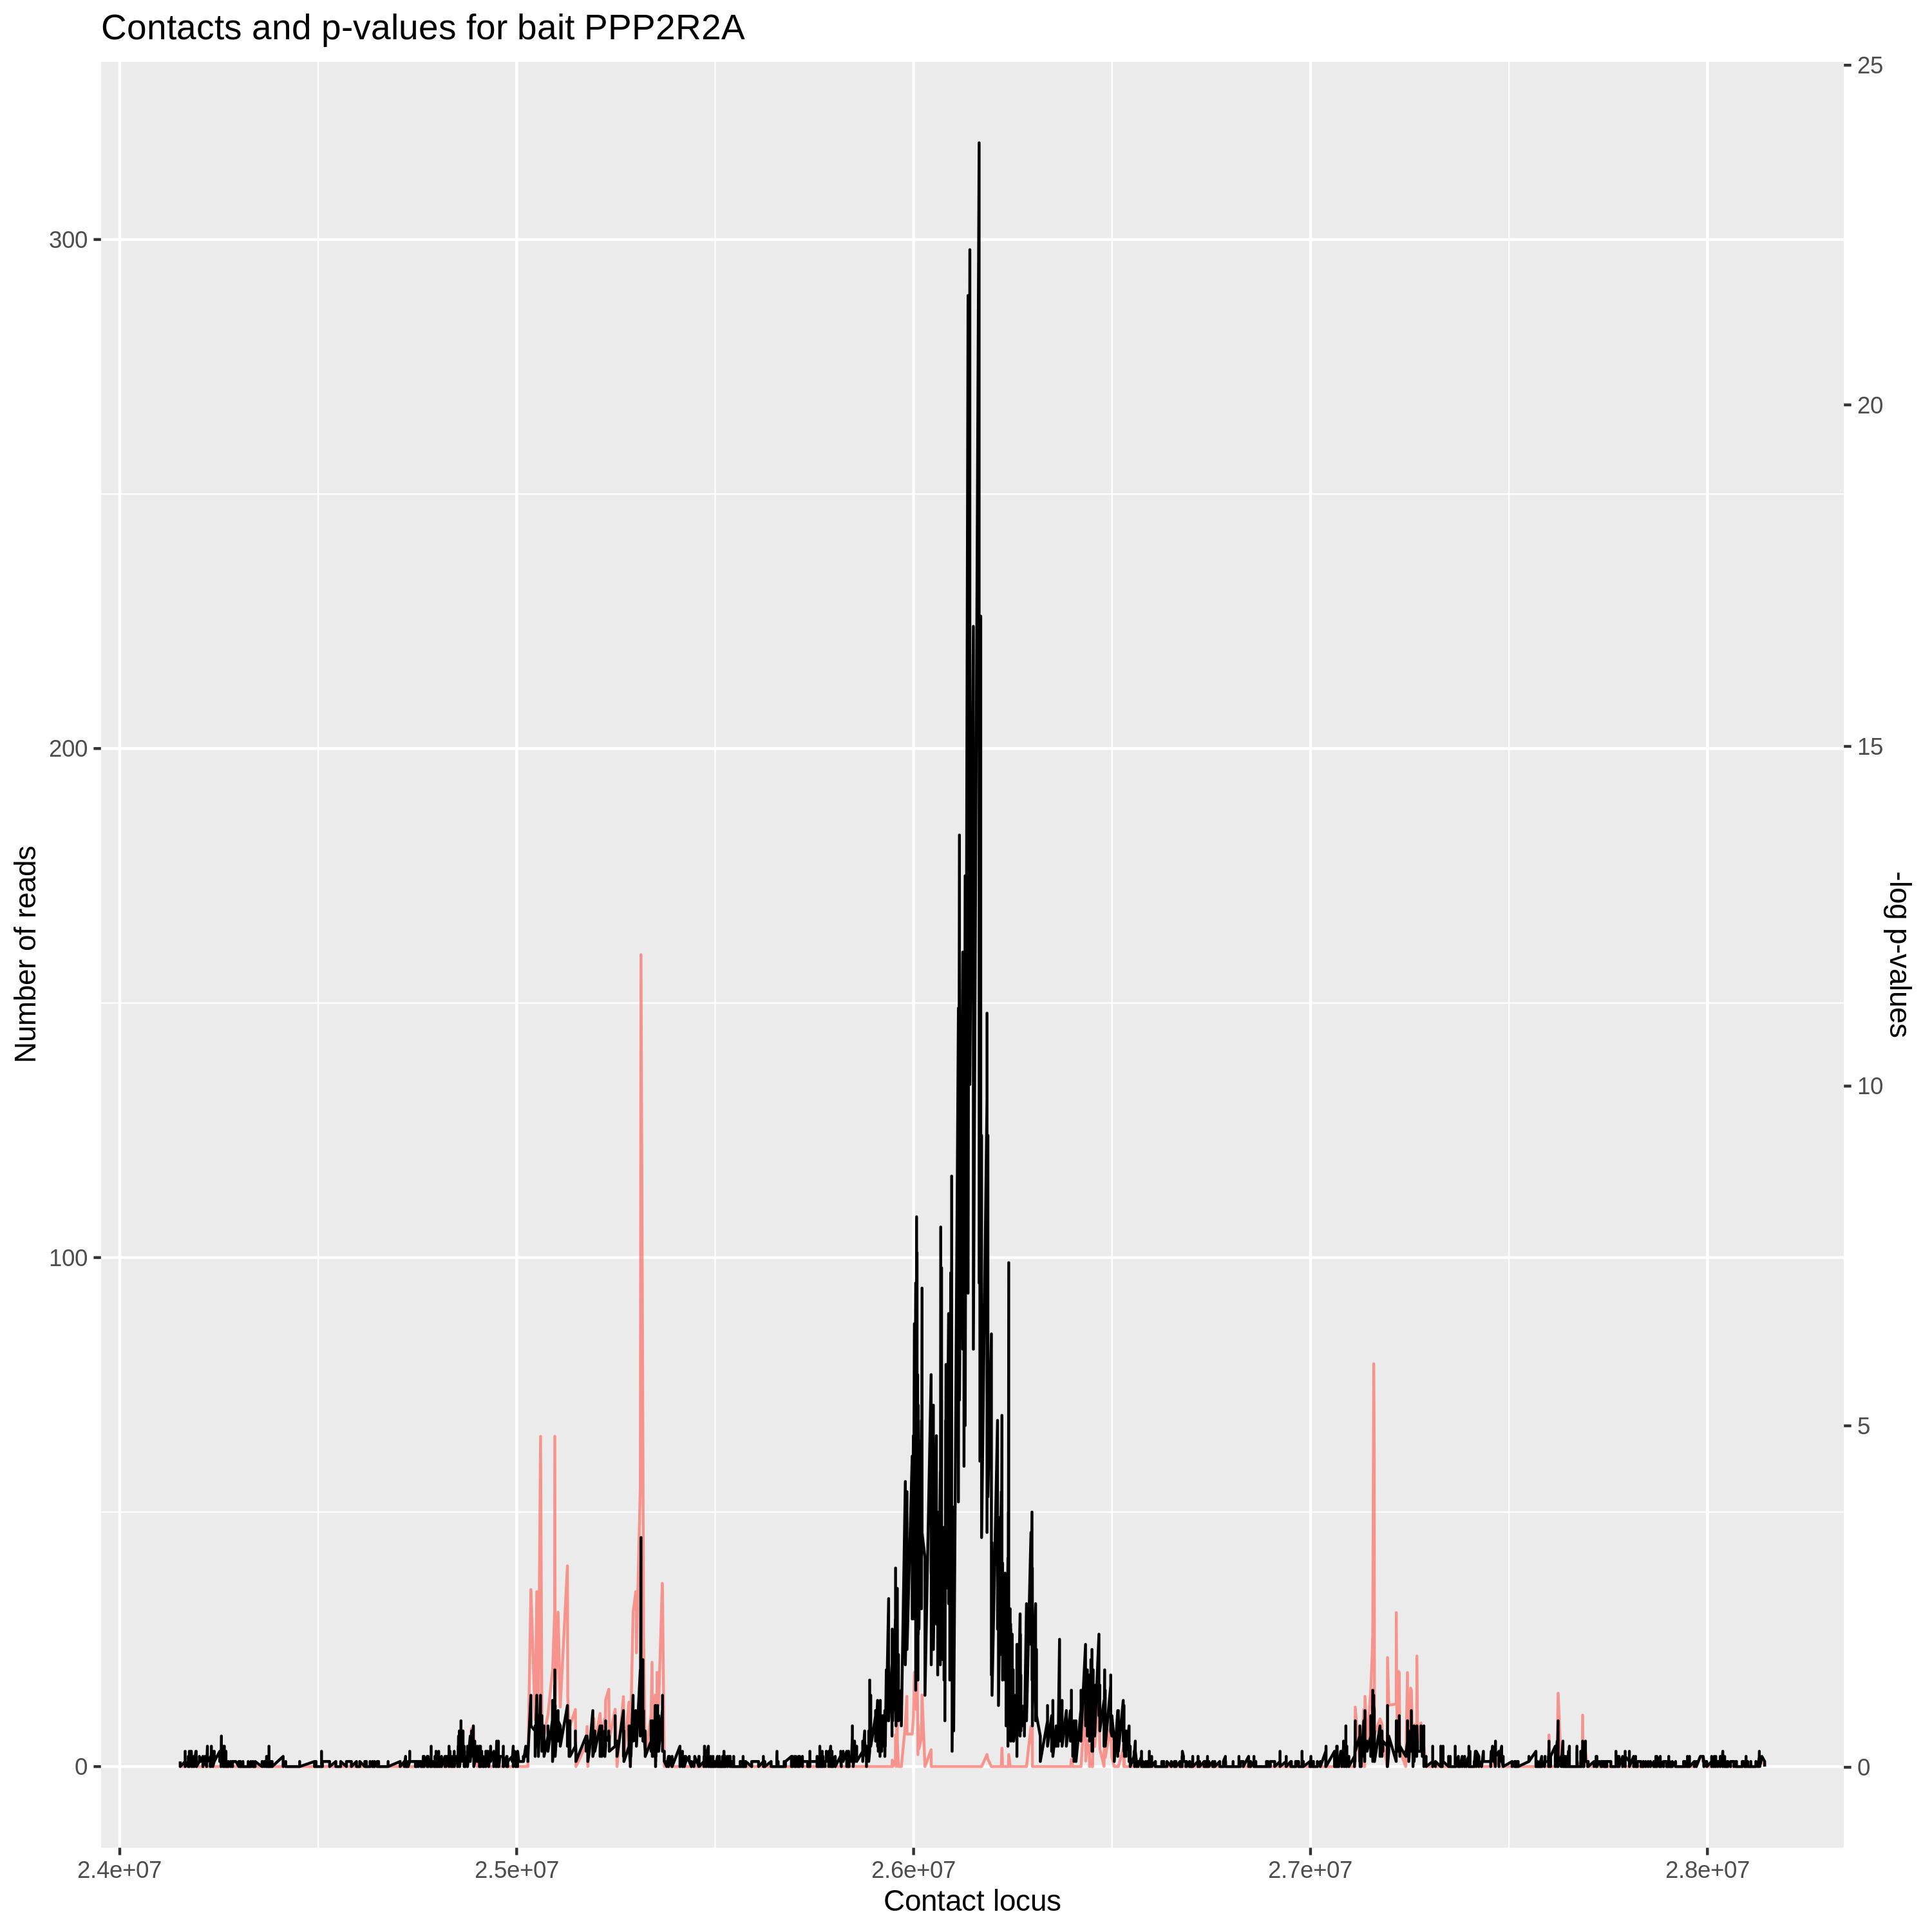 Contacts and p-values for bait PPP2R2A
25
300
20
200
15
Number of reads
-log p-values
10
100
5
0
0
2.4e+07
2.5e+07
2.6e+07
2.7e+07
2.8e+07
Contact locus